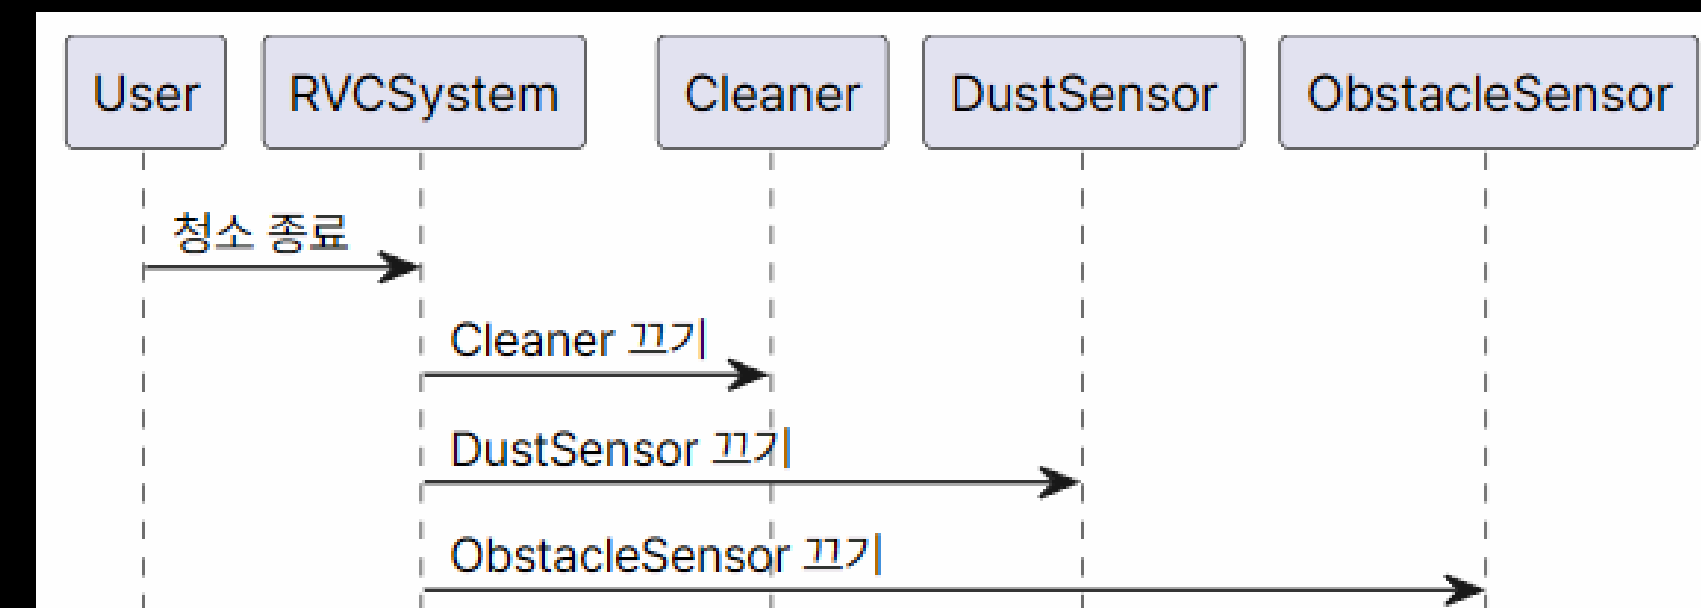 User RVCSystem Cleaner DustSensor ObstacleSensor
청소 종료
Cleaner 끄기
DustSensor 끄기
ObstacleSensor 끄기